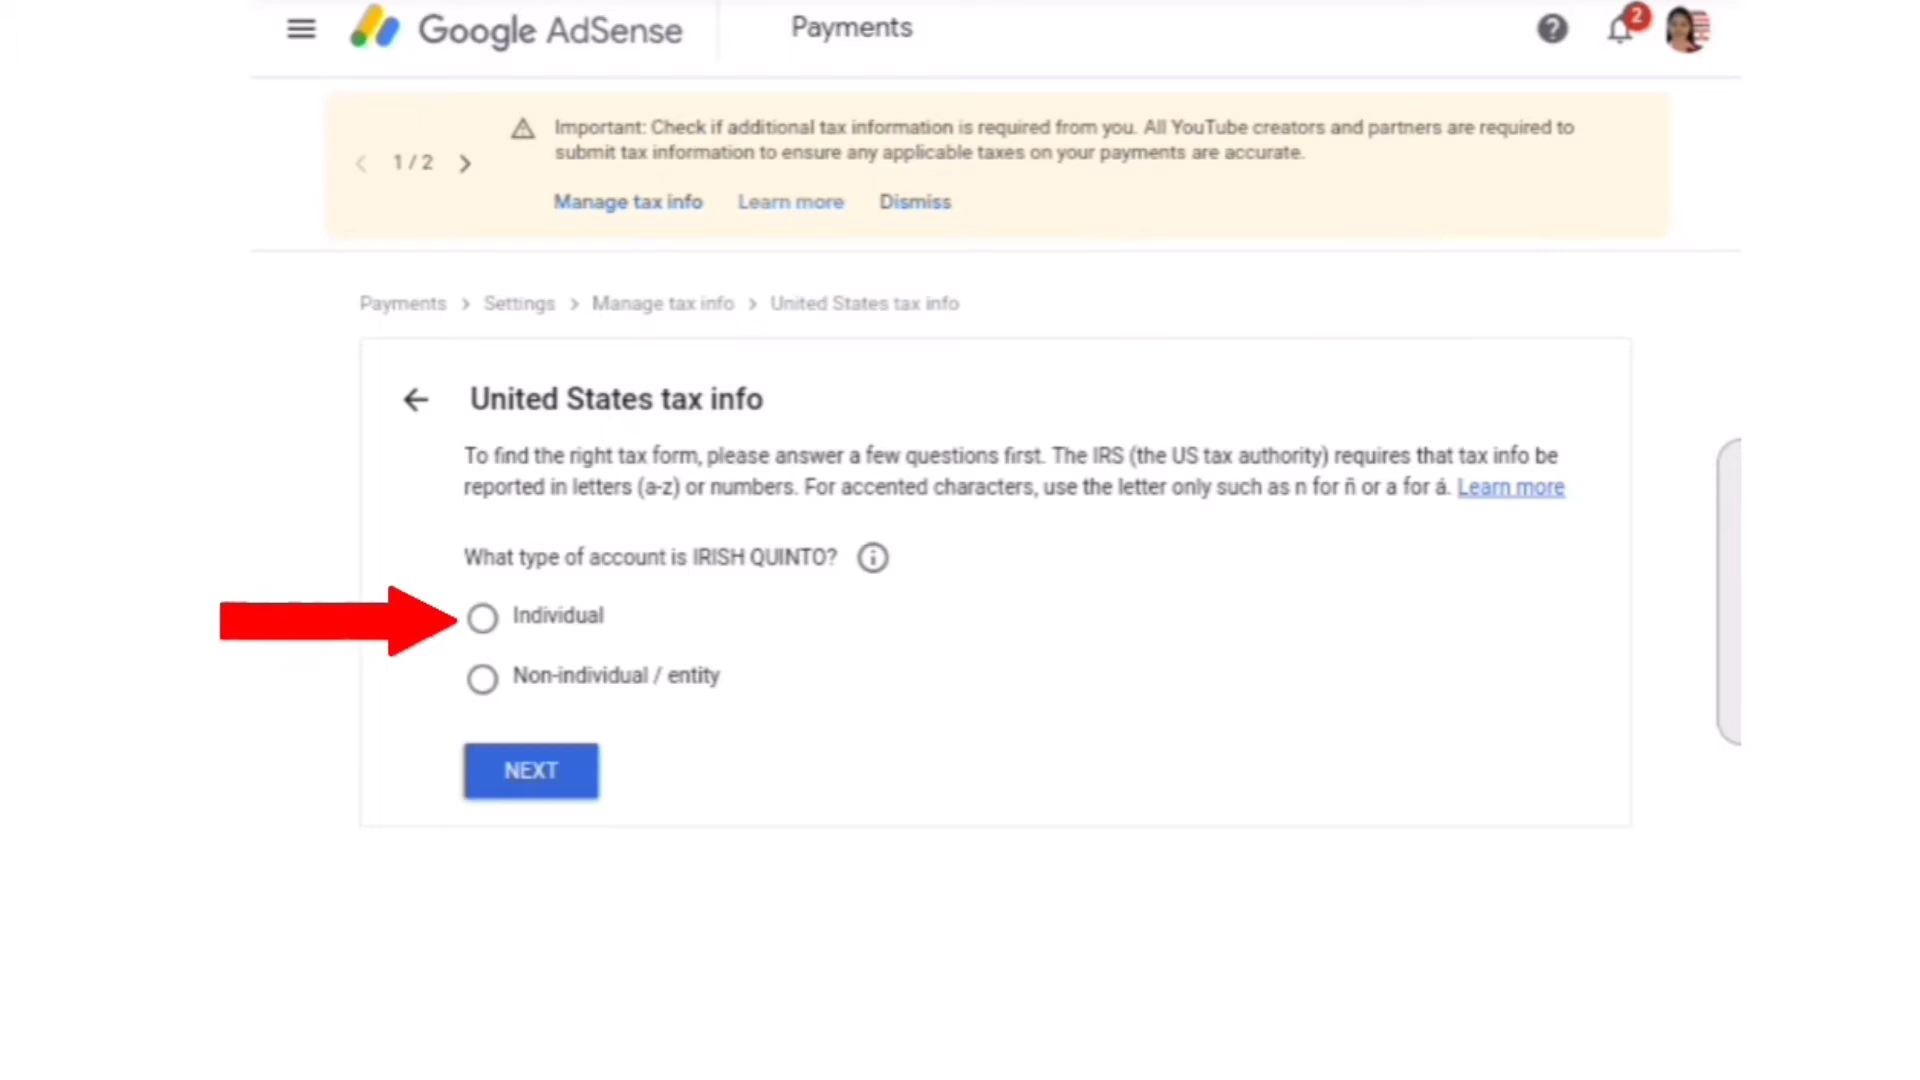 Google AdSense
Payments
2
1 / 2
Important: Check if additional tax information is required from you. All YouTube creators and partners are required to
submit tax information to ensure any applicable taxes on your payments are accurate.
Manage tax info Learn more Dismiss
Payments > Settings > Manage tax info > United States tax info
United States tax info
To find the right tax form, please answer a few questions first. The IRS (the US tax authority) requires that tax info be
reported in letters (a-z) or numbers. For accented characters, use the letter only such as n for ñ or a for á. Learn more
What type of account is IRISH QUINTO?
Individual
Non-individual / entity
NEXT